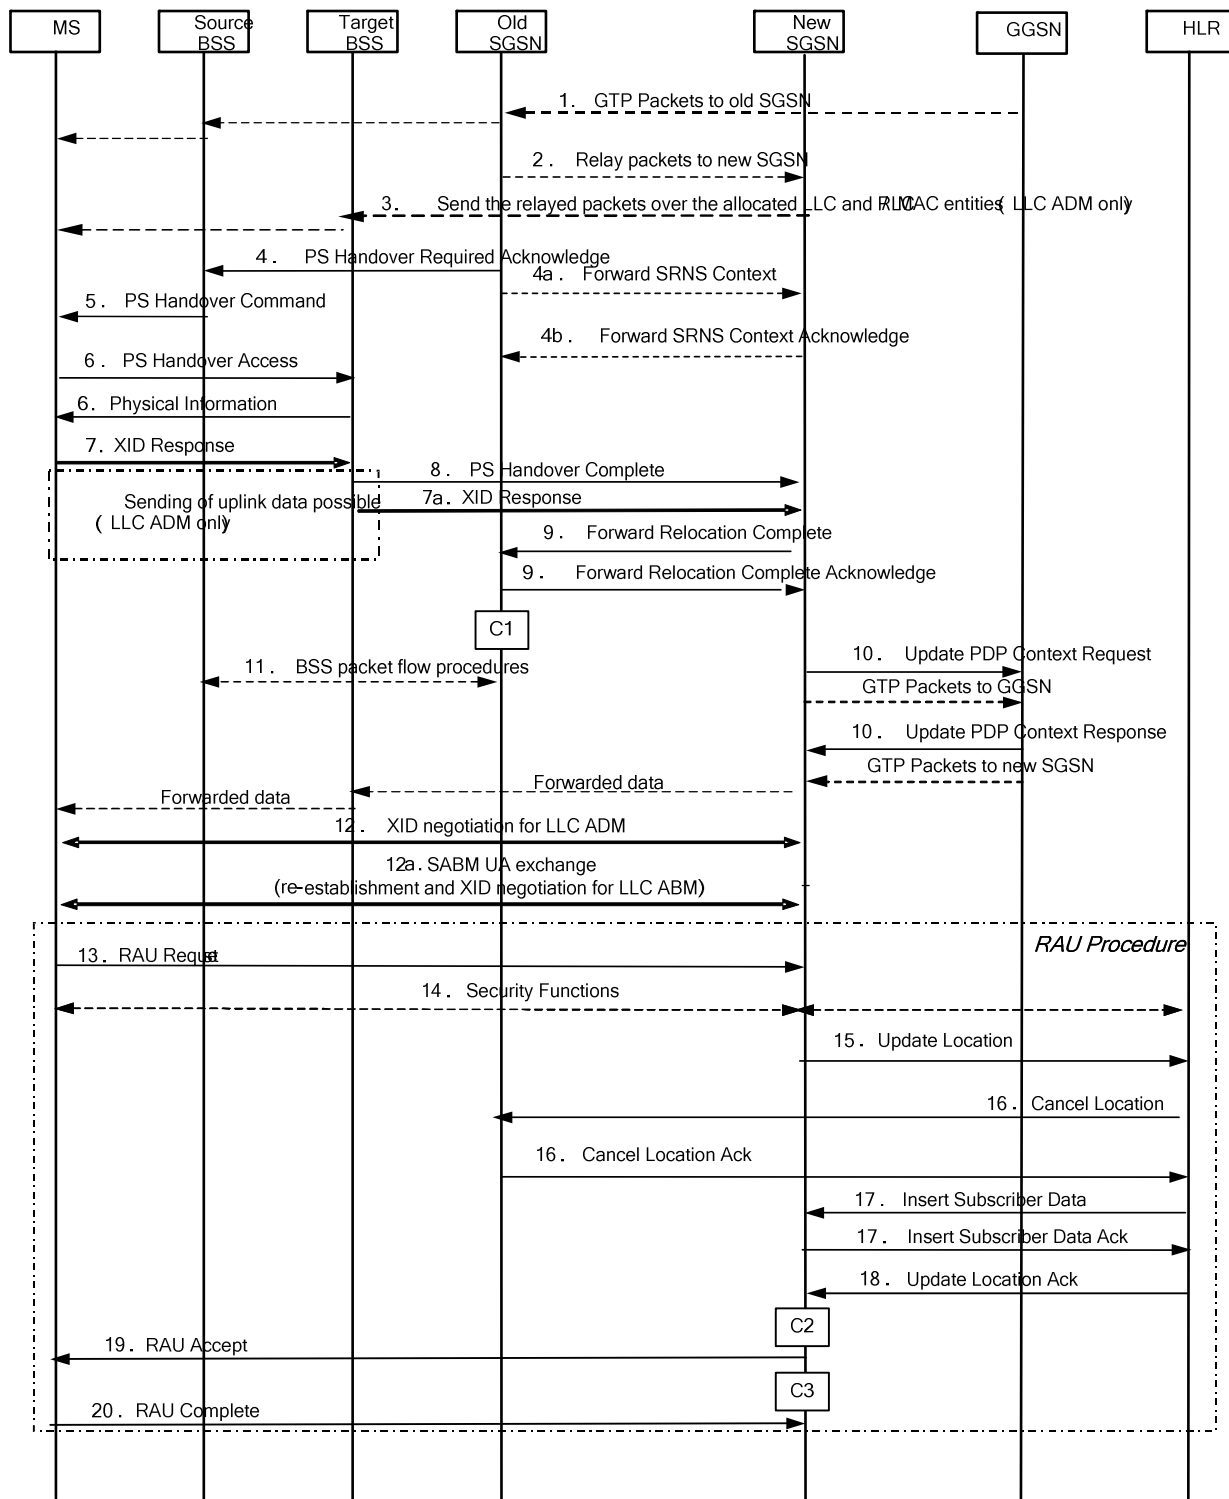 MS
Source
BSS
Target
BSS
Old
SGSN
New
SGSN
GGSN
HLR
1. GTP Packets to old SGSN
2. Relay packets to new SGSN
3. Send the relayed packets over the allocated LLC and RLC/MAC entities ( LLC ADM only)
4. PS Handover Required Acknowledge
4a. Forward SRNS Context
5. PS Handover Command
4b. Forward SRNS Context Acknowledge
6. PS Handover Access
6. Physical Information
7. XID Response
8. PS Handover Complete
Sending of uplink data possible
( LLC ADM only)
7a. XID Response
9. Forward Relocation Complete
9. Forward Relocation Complete Acknowledge
C1
11. BSS packet flow procedures
10. Update PDP Context Request
GTP Packets to GGSN
10. Update PDP Context Response
GTP Packets to new SGSN
Forwarded data
Forwarded data
12. XID negotiation for LLC ADM
12a. SABM UA exchange
(re-establishment and XID negotiation for LLC ABM)
RAU Procedure
13. RAU Request
14. Security Functions
15. Update Location
16. Cancel Location
16. Cancel Location Ack
17. Insert Subscriber Data
17. Insert Subscriber Data Ack
18. Update Location Ack
C2
19. RAU Accept
C3
20. RAU Complete